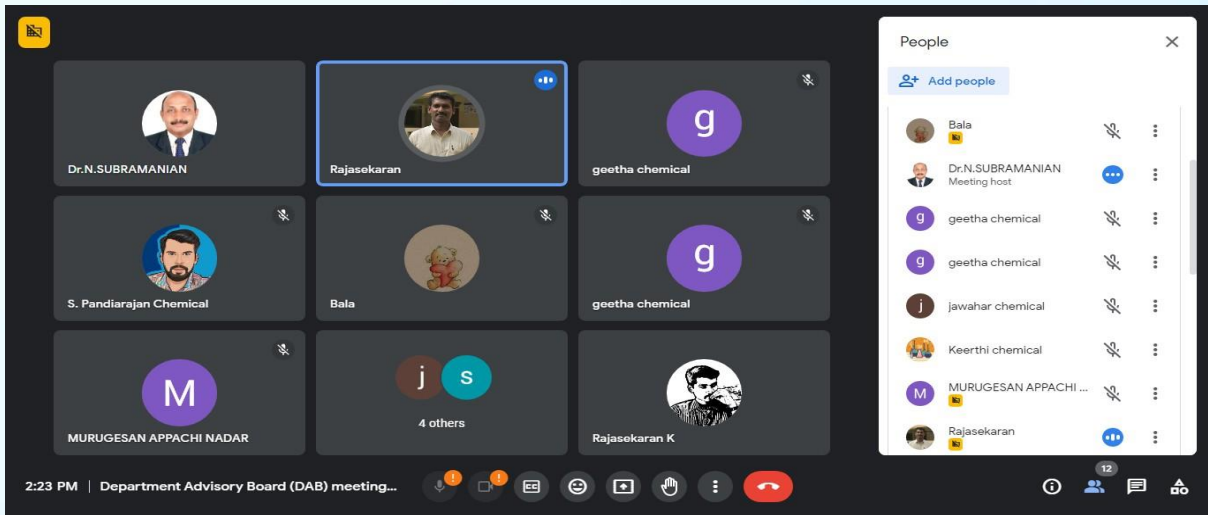 Dr.N.SUBRAMANIAN
Rajasekaran
g
geetha chemical
S. Pandiarajan Chemical
Bala
g
geetha chemical
M
MURUGESAN APPACHI NADAR
j s
4 others
Rajasekaran K
People
Add people
Bala
Dr.N.SUBRAMANIAN
Meeting host
g geetha chemical
g geetha chemical
j jawahar chemical
Keerthi chemical
M MURUGESAN APPACHI ...
Rajasekaran
2:23 PM | Department Advisory Board (DAB) meeting...
! ! CC
12